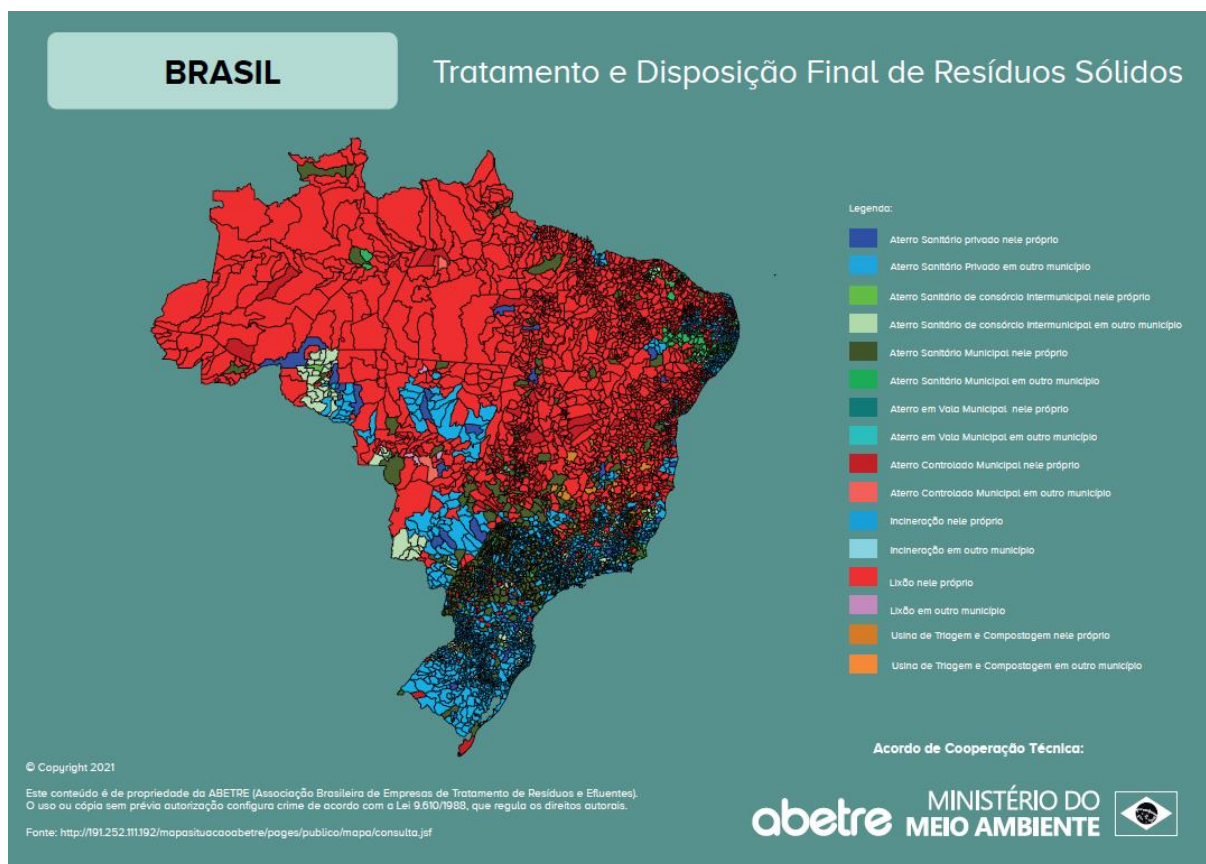 BRASIL
Tratamento e Disposição Final de Resíduos Sólidos
Legenda:
Aterro Sanitário privado nele próprio
Aterro Sanitário Privado em outro município
Aterro Sanitário de consórcio Intermunicipal nele próprio
Aterro Sanitário de consórcio Intermunicipal em outro município
Aterro Sanitário Municipal nele próprio
Aterro Sanitário Municipal em outro município
Aterro em Vala Municipal nele próprio
Aterro em Vala Municipal em outro município
Aterro Controlado Municipal nele próprio
Aterro Controlado Municipal em outro município
Incineração nele próprio
Incineração em outro município
Lixão nele próprio
Lixão em outro município
Usina de Triagem e Compostagem nele próprio
Usina de Triagem e Compostagem em outro município
Acordo de Cooperação Técnica:
© Copyright 2021
Este conteúdo é de propriedade da ABETRE (Associação Brasileira de Empresas de Tratamento de Resíduos e Efluentes).
O uso ou cópia sem prévia autorização configura crime de acordo com a Lei 9.610/1988, que regula os direitos autorais.
Fonte: http://191.252.111.192/mapasituacaoabetre/pages/publico/mapa/consulta.jsf
abetre
MINISTÉRIO DO
MEIO AMBIENTE